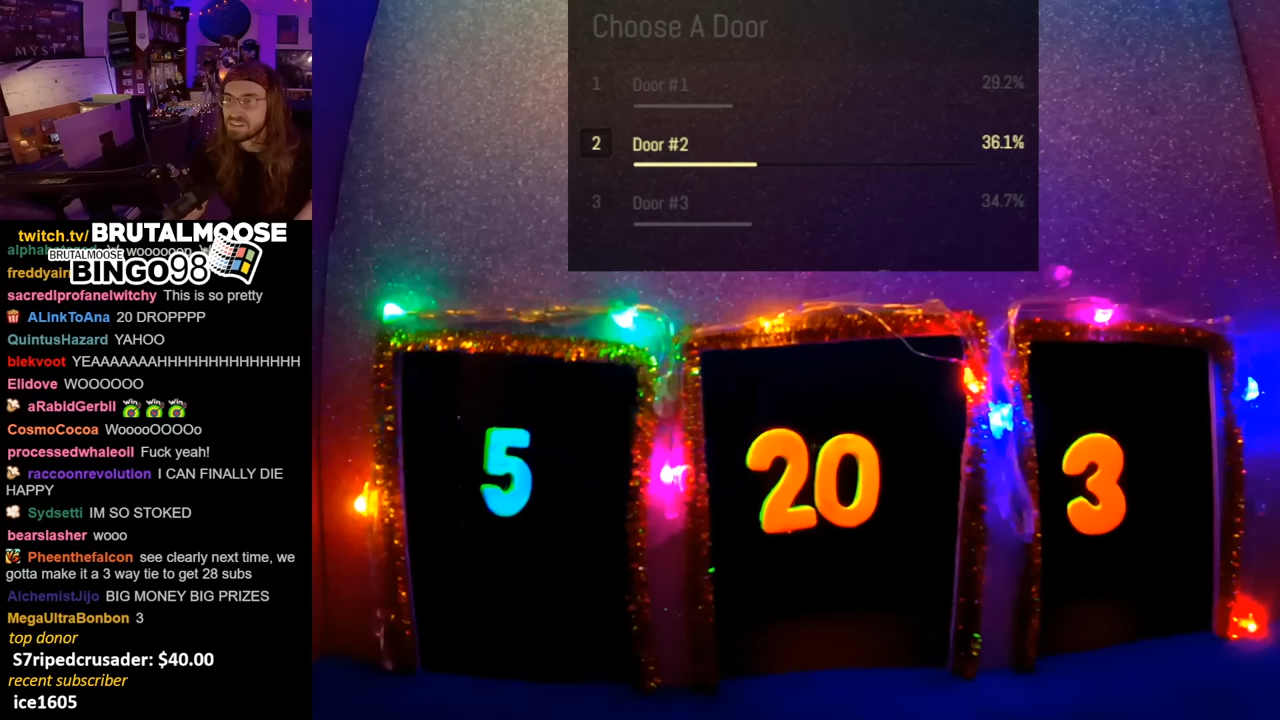 MYST
twitch.tv/BRUTALMOOSE
BRUTALMOOSE
BINGO98
wooooooo
freddyair
sacredlprofanelwitchy This is so pretty
ALinkToAna 20 DROPPPP
QuintusHazard YAHOO
blekvoot YEAAAAAAAHHHHHHHHHHHHHH
Elidove WOOOOOO
aRabidGerbil
CosmoCocoa WooooOOOOo
processedwhaleoil Fuck yeah!
raccoonrevolution I CAN FINALLY DIE
HAPPY
Sydsetti IM SO STOKED
bearslasher wooo
Pheenthefalcon see clearly next time, we
gotta make it a 3 way tie to get 28 subs
AlchemistJijo BIG MONEY BIG PRIZES
MegaUltraBonbon 3
top donor
S7ripedcrusader: $40.00
recent subscriber
ice1605
Choose A Door
1 Door #1 29.2%
2 Door #2 36.1%
3 Door #3 34.7%
5 20 3